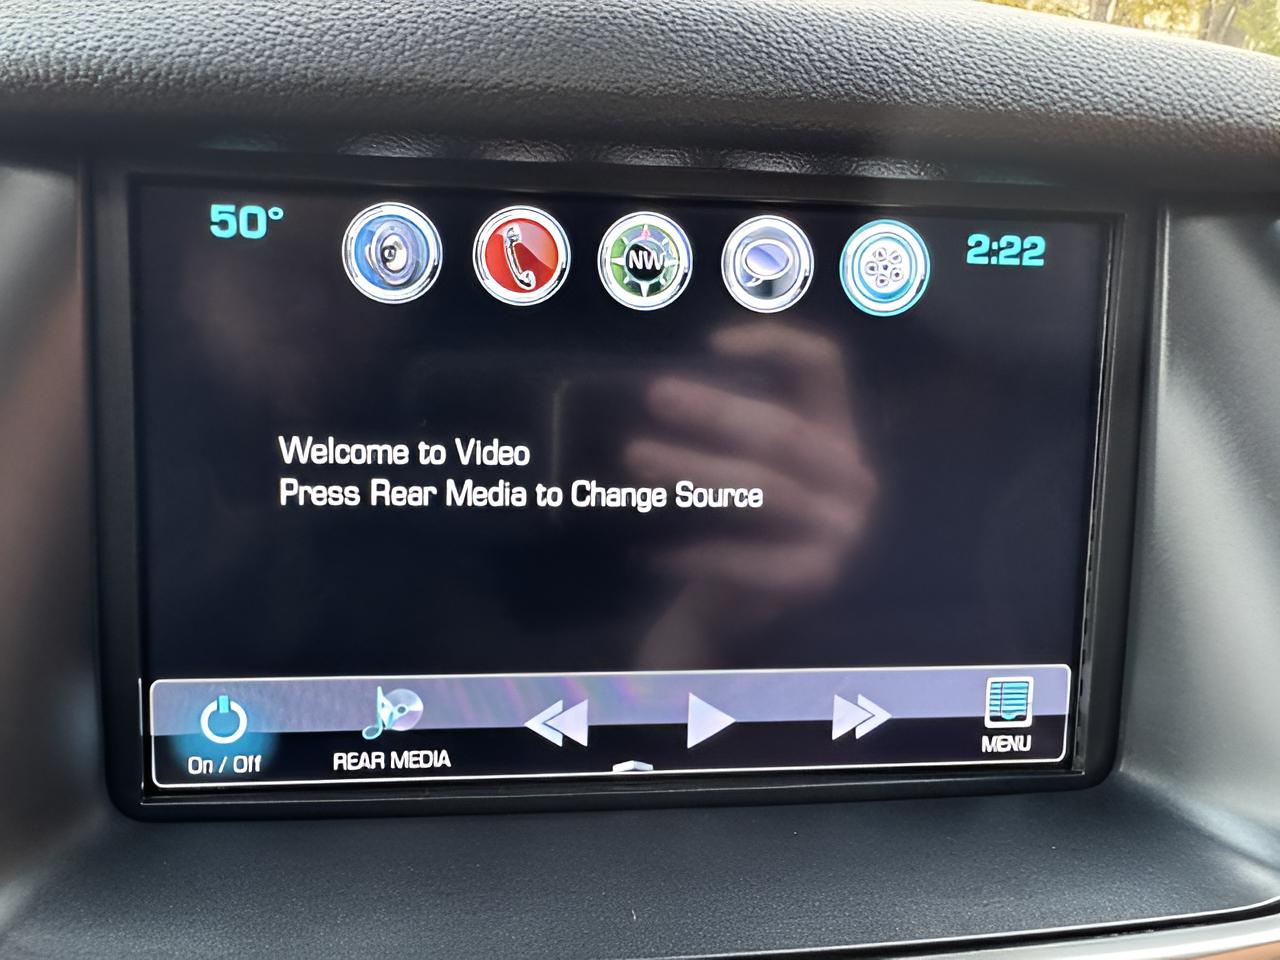 50°
NW
2:22
Welcome to Video
Press Rear Media to Change Source
On / Off
REAR MEDIA
MENU